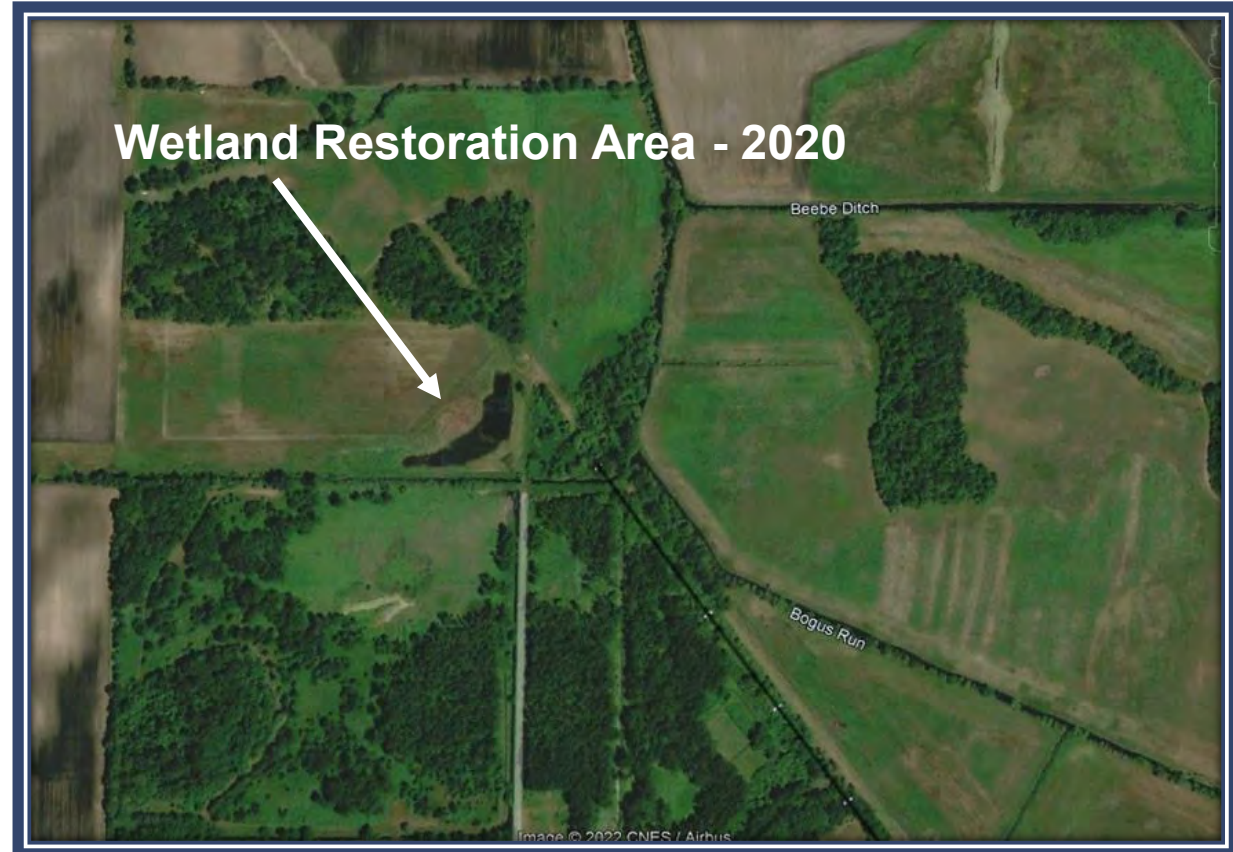 Wetland Restoration Area - 2020
Beebe Ditch
Bogus Run
Image © 2022 CNES / Airbus